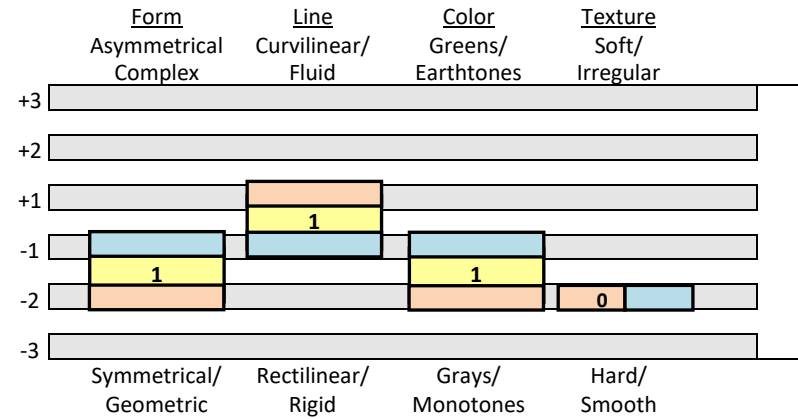 Form Line Color Texture
Asymmetrical Curvilinear/ Greens/ Soft/
Complex Fluid Earthtones Irregular
+3
+2
+1
1
-1
1 1
-2 0
-3
Symmetrical/ Rectilinear/ Grays/ Hard/
Geometric Rigid Monotones Smooth